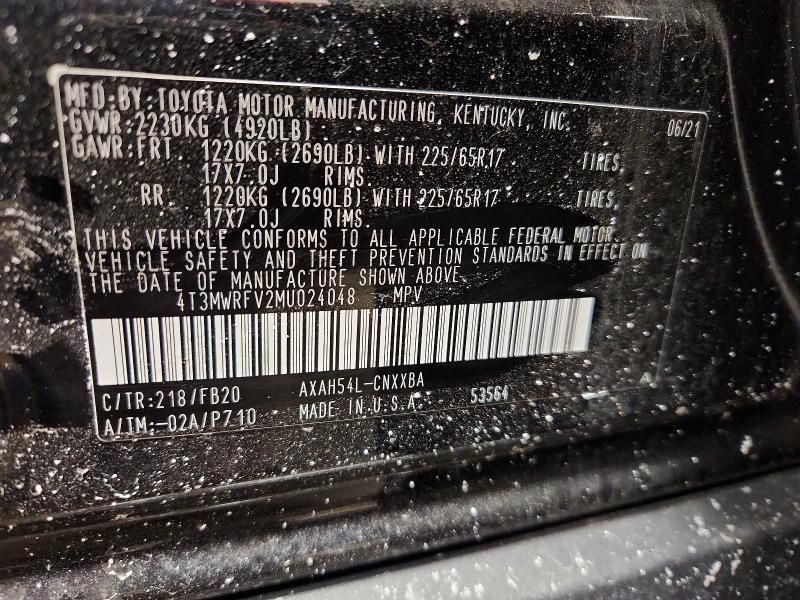 MFD.BY:TOYOTA MOTOR MANUFACTURING, KENTUCKY, INC. 06/21
GVWR:2230KG (4920LB)
GAWR:FRT. 1220KG (2690LB) WITH 225/65R17 TIRES,
17X7.0J RIMS.
RR. 1220KG (2690LB) WITH 225/65R17 TIRES,
17X7.0J RIMS.
THIS VEHICLE CONFORMS TO ALL APPLICABLE FEDERAL MOTOR
VEHICLE SAFETY AND THEFT PREVENTION STANDARDS IN EFFECT ON
THE DATE OF MANUFACTURE SHOWN ABOVE.
4T3MWRFV2MU024048 MPV
C/TR:218/FB20 AXAH54L-CNXXBA A
A/TM:-02A/P710 MADE IN U.S.A. 53564